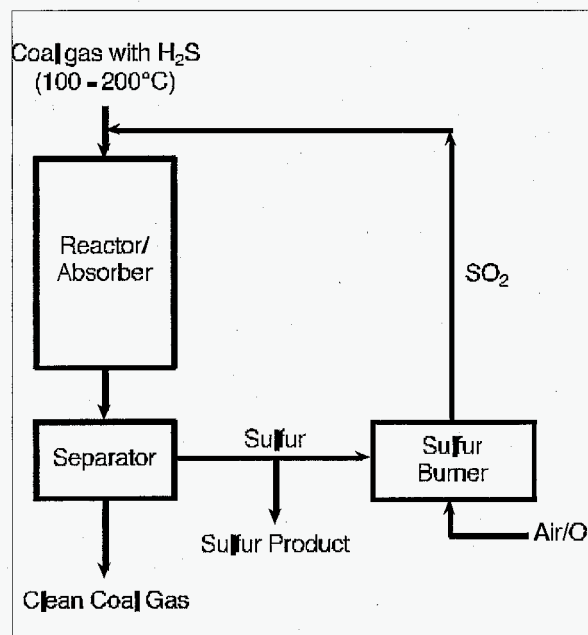 Coal gas with H₂S
(100 – 200°C)
Reactor/
Absorber
SO₂
Separator
Sulfur
Sulfur
Burner
Sulfur Product
Air/O
Clean Coal Gas